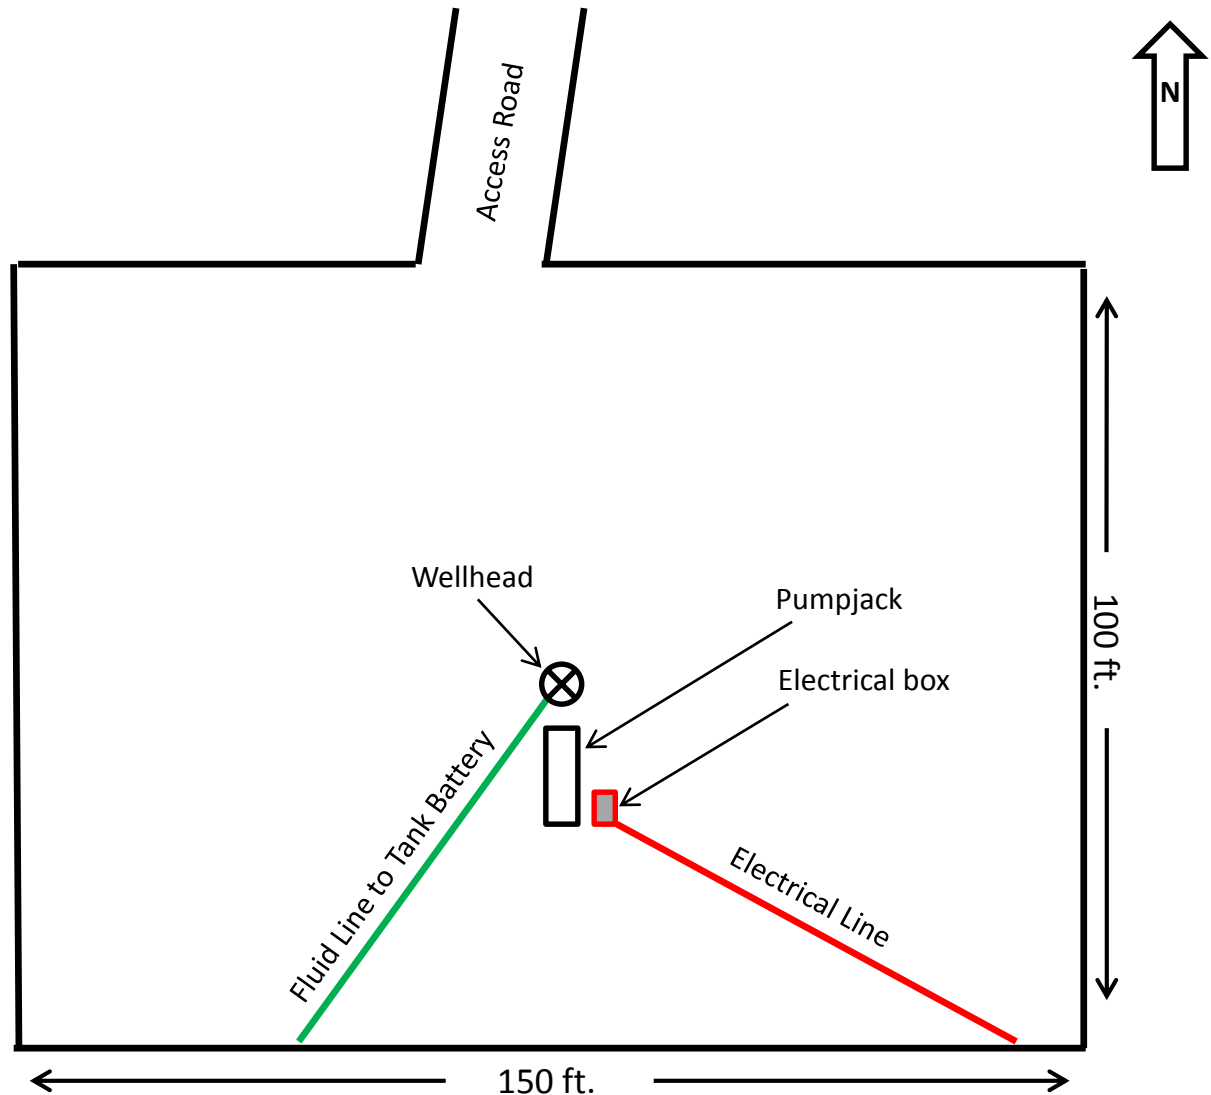 Access Road
N
Wellhead
Pumpjack
Electrical box
100 ft.
Fluid Line to Tank Battery
Electrical Line
150 ft.